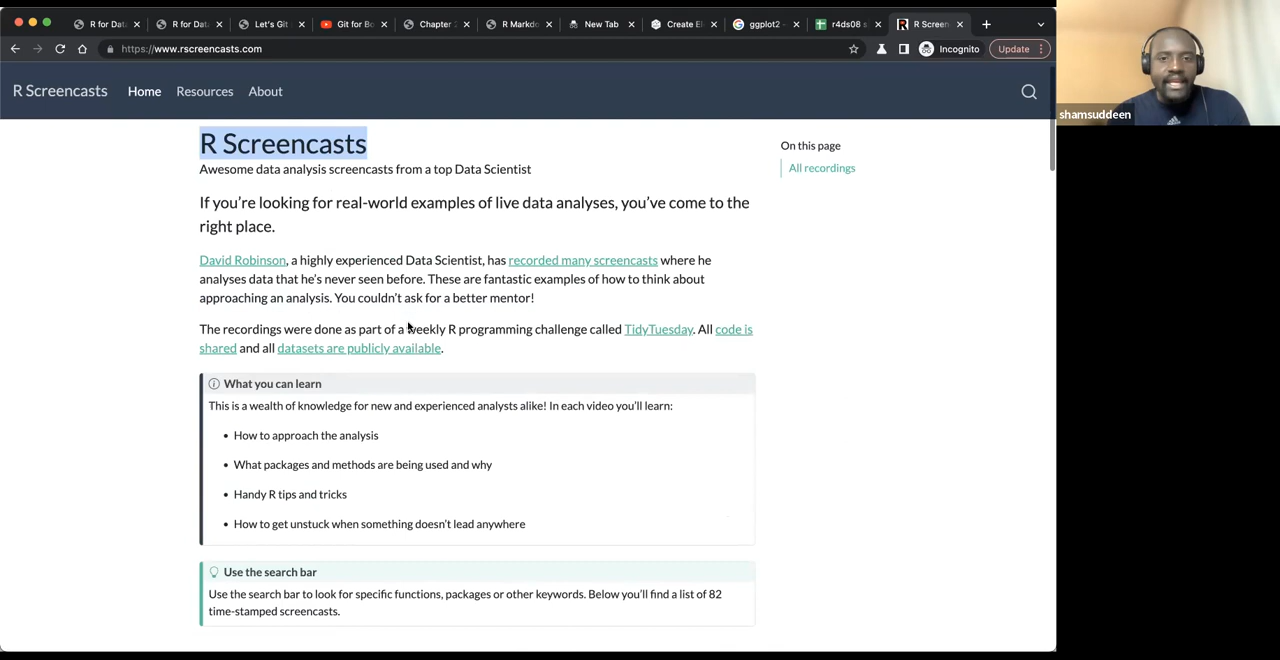 R for Dat
R for Dat
Let's Git
Git for Bo
Chapter
R Markdo
New Tab
Create El
ggplot2 -
r4ds08 s
R Screen
https://www.rscreencasts.com
Incognito
Update
R Screencasts Home Resources About
R Screencasts
Awesome data analysis screencasts from a top Data Scientist
If you're looking for real-world examples of live data analyses, you've come to the
right place.
David Robinson, a highly experienced Data Scientist, has recorded many screencasts where he
analyses data that he's never seen before. These are fantastic examples of how to think about
approaching an analysis. You couldn't ask for a better mentor!
The recordings were done as part of a weekly R programming challenge called TidyTuesday. All code is
shared and all datasets are publicly available.
What you can learn
This is a wealth of knowledge for new and experienced analysts alike! In each video you'll learn:
• How to approach the analysis
• What packages and methods are being used and why
• Handy R tips and tricks
• How to get unstuck when something doesn't lead anywhere
Use the search bar
Use the search bar to look for specific functions, packages or other keywords. Below you'll find a list of 82
time-stamped screencasts.
On this page
All recordings
shamsuddeen